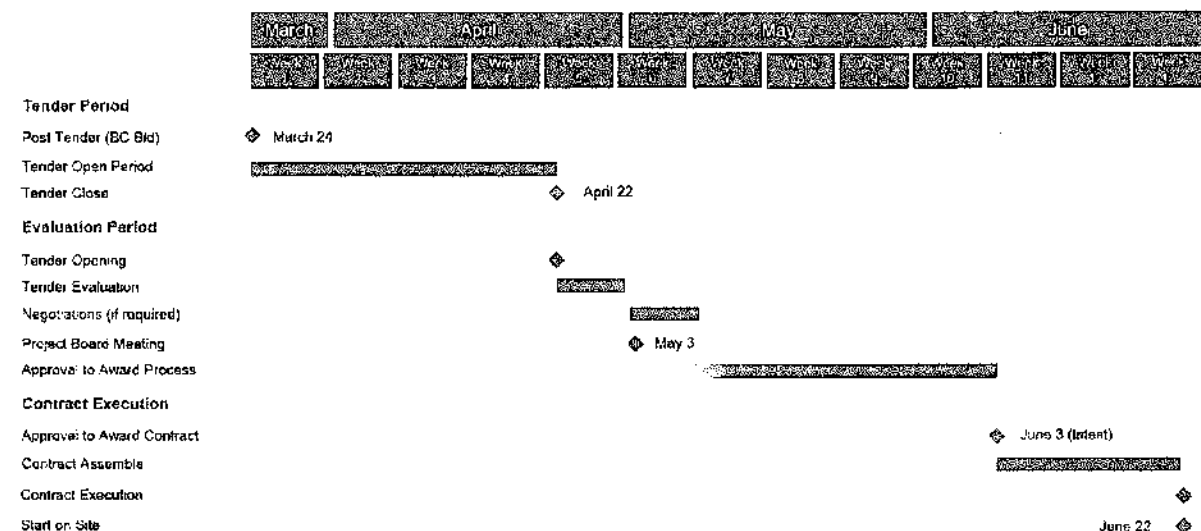 March April May June
Week Week Week Week Week Week Week Week Week Week Week Week Week
Tender Period
Post Tender (BC Bid) March 24
Tender Open Period
Tender Close April 22
Evaluation Period
Tender Opening
Tender Evaluation
Negotiations (if required)
Project Board Meeting May 3
Approval to Award Process
Contract Execution
Approval to Award Contract June 3 (Intent)
Contract Assemble
Contract Execution
Start on Site June 22